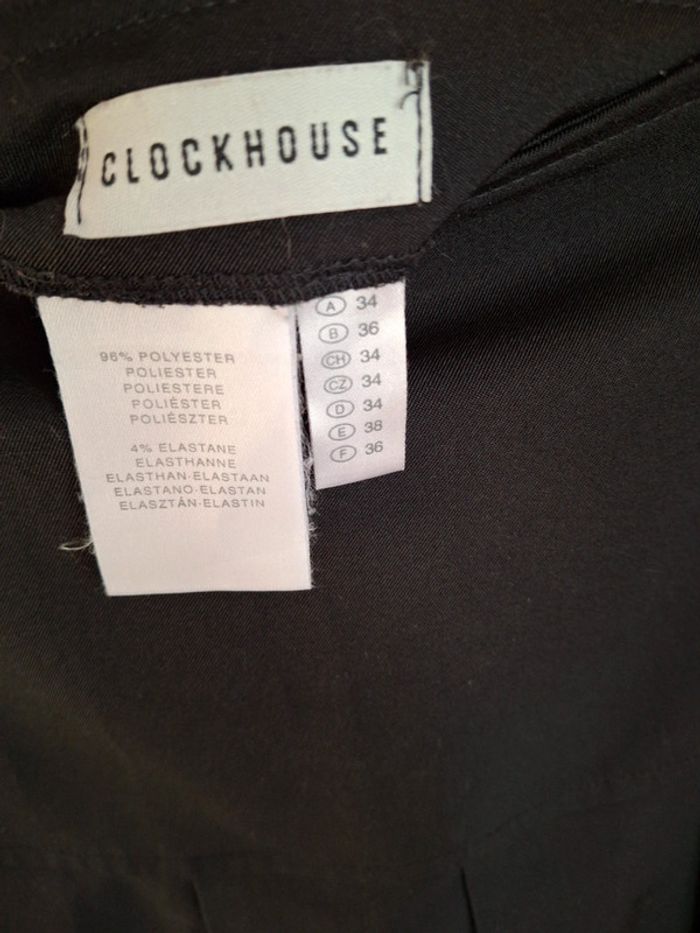 CLOCKHOUSE
96% POLYESTER
POLIESTER
POLIESTERE
POLIÉSTER
POLIÉSZTER
4% ELASTANE
ELASTHANNE
ELASTHAN-ELASTAAN
ELASTANO-ELASTAN
ELASZTÁN-ELASTIN
A 34
B 36
CH 34
CZ 34
D 34
E 38
F 36